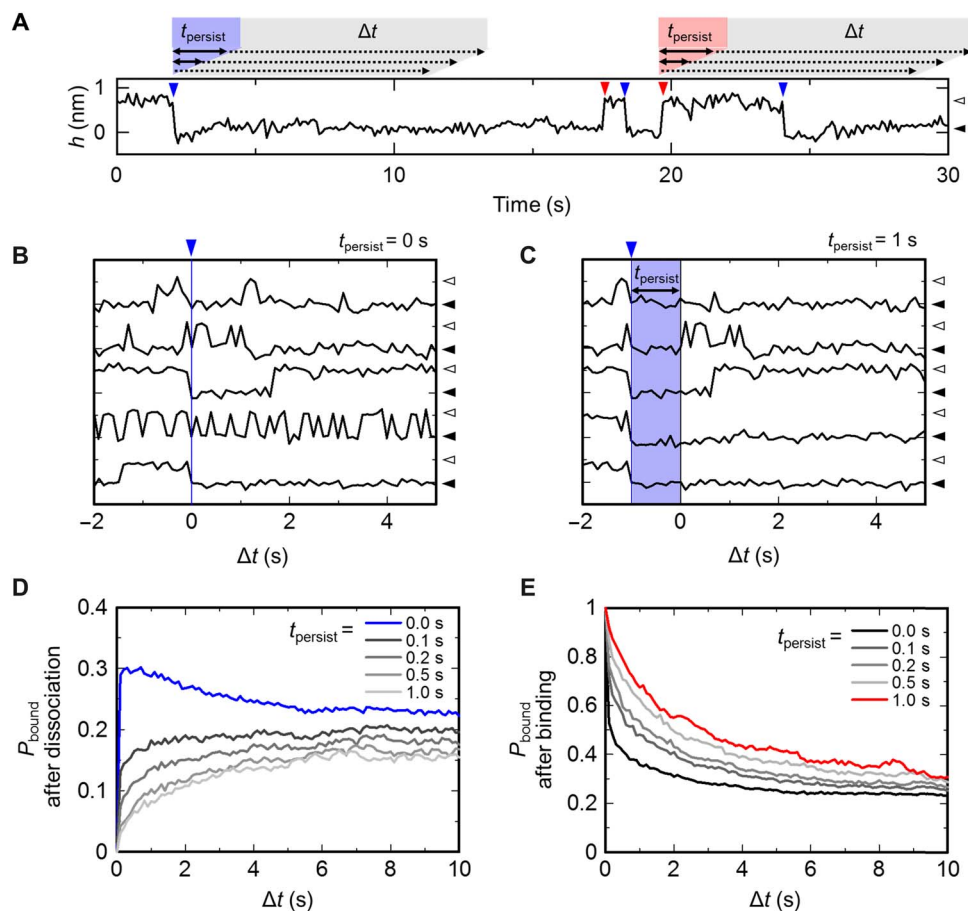 A
t_persist Δt t_persist Δt
h (nm)
1
0
0 10 20 30
Time (s)
B t_persist = 0 s
−2 0 2 4
Δt (s)
C t_persist = 1 s
t_persist
−2 0 2 4
Δt (s)
D
P_bound
after dissociation
0.4
0.3
0.2
0.1
0
t_persist =
0.0 s
0.1 s
0.2 s
0.5 s
1.0 s
0 2 4 6 8 10
Δt (s)
E
P_bound
after binding
1
0.8
0.6
0.4
0.2
0
t_persist =
0.0 s
0.1 s
0.2 s
0.5 s
1.0 s
0 2 4 6 8 10
Δt (s)